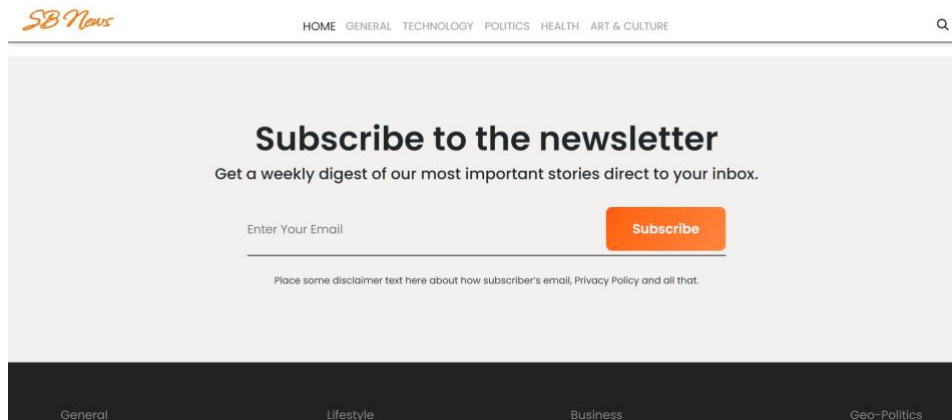 SB News
HOME GENERAL TECHNOLOGY POLITICS HEALTH ART & CULTURE
Subscribe to the newsletter
Get a weekly digest of our most important stories direct to your inbox.
Enter Your Email
Subscribe
Place some disclaimer text here about how subscriber's email, Privacy Policy and all that.
General Lifestyle Business Geo-Politics